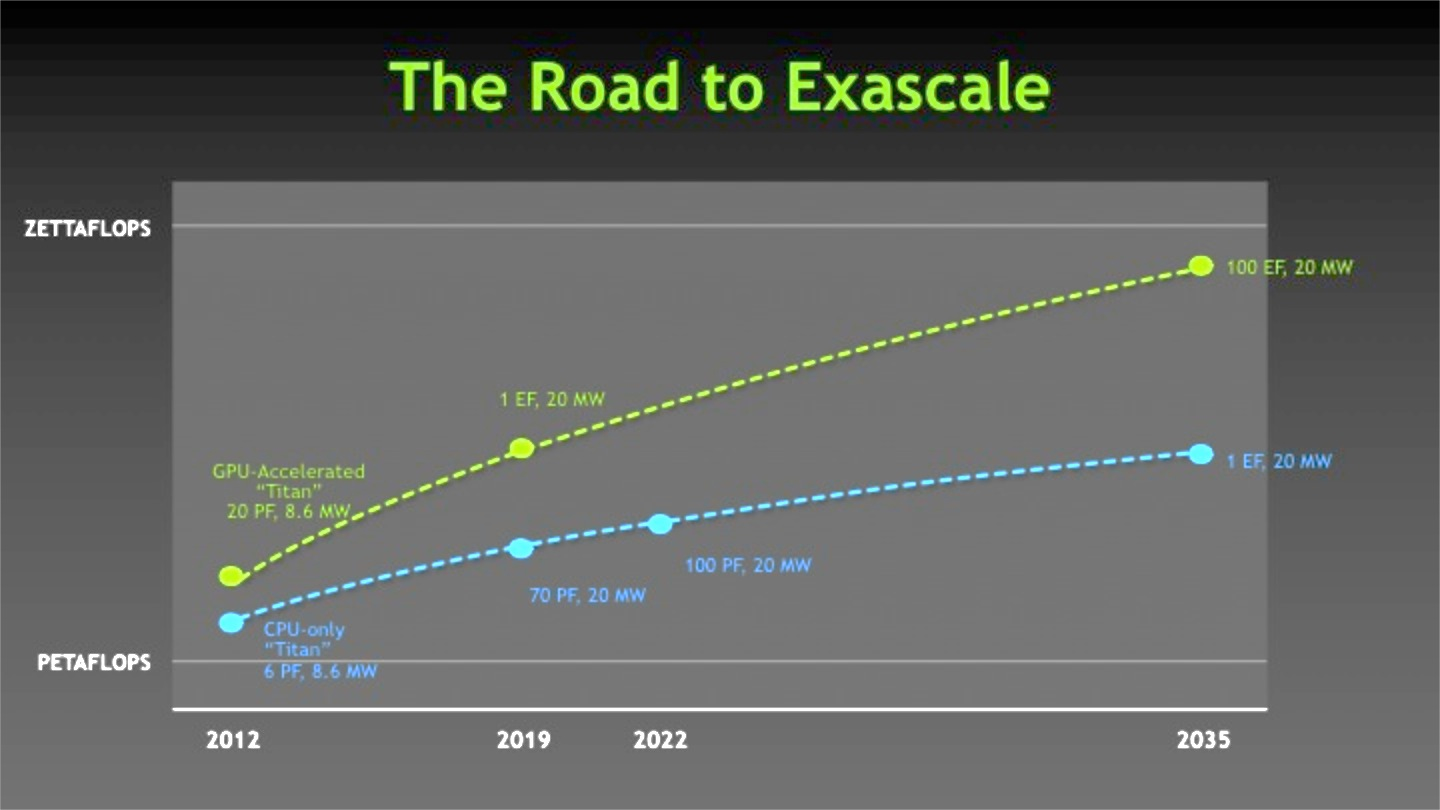 The Road to Exascale
ZETTAFLOPS
100 EF, 20 MW
1 EF, 20 MW
GPU-Accelerated
“Titan”
20 PF, 8.6 MW
1 EF, 20 MW
100 PF, 20 MW
70 PF, 20 MW
CPU-only
“Titan”
6 PF, 8.6 MW
PETAFLOPS
2012
2019
2022
2035